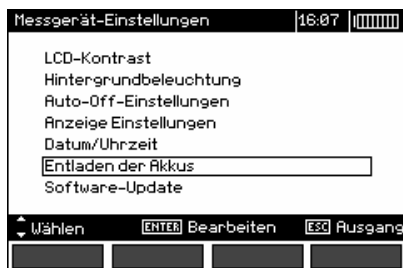 Messgerät-Einstellungen 16:07
LCD-Kontrast
Hintergrundbeleuchtung
Auto-Off-Einstellungen
Anzeige Einstellungen
Datum/Uhrzeit
Entladen der Akkus
Software-Update
Wählen ENTER Bearbeiten ESC Ausgang